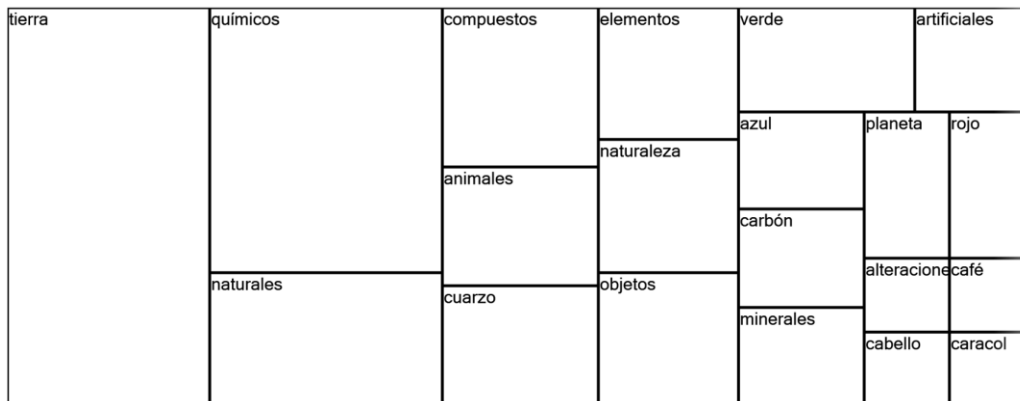 tierra
químicos
compuestos
elementos
verde
artificiales
azul
planeta
rojo
naturaleza
animales
carbón
alteracione
café
naturales
cuarzo
objetos
minerales
cabello
caracol